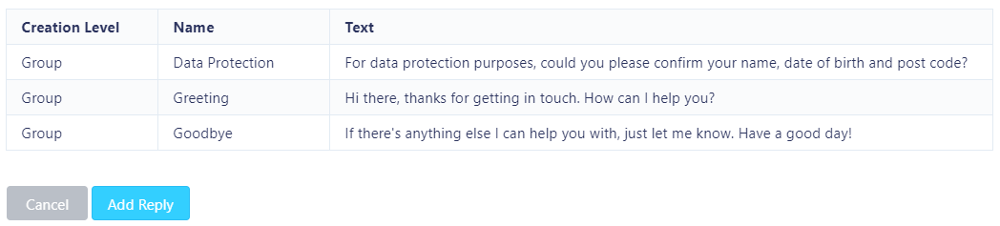 Creation Level Name Text
Group Data Protection For data protection purposes, could you please confirm your name, date of birth and post code?
Group Greeting Hi there, thanks for getting in touch. How can I help you?
Group Goodbye If there's anything else I can help you with, just let me know. Have a good day!
Cancel Add Reply